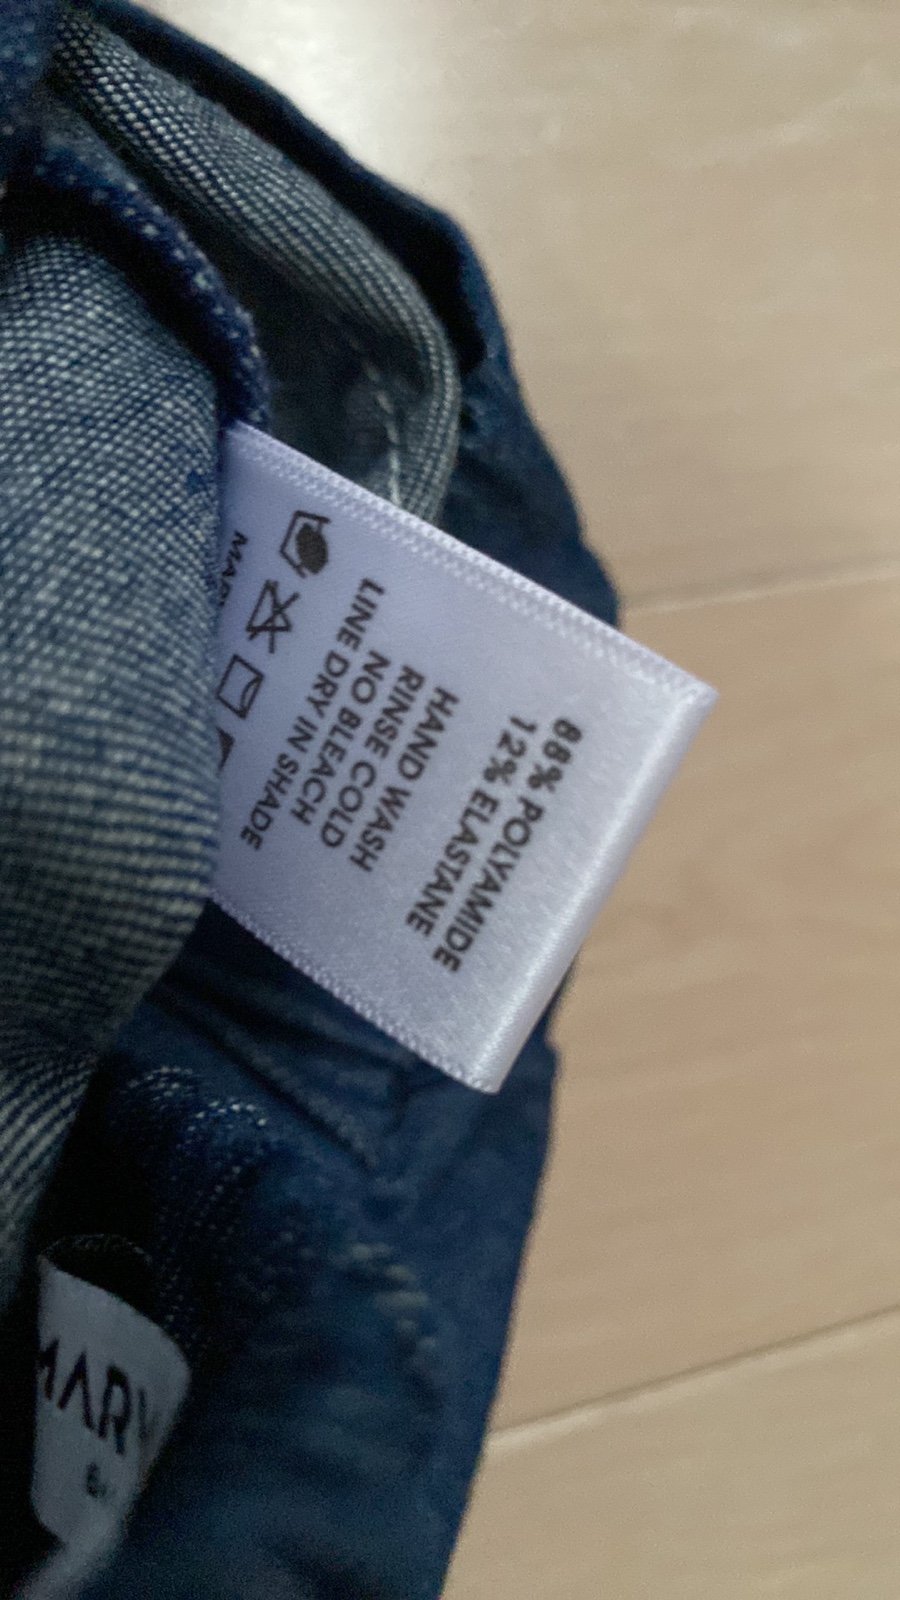 88% POLYAMIDE
12% ELASTANE
HAND WASH
RINSE COLD
NO BLEACH
LINE DRY IN SHADE